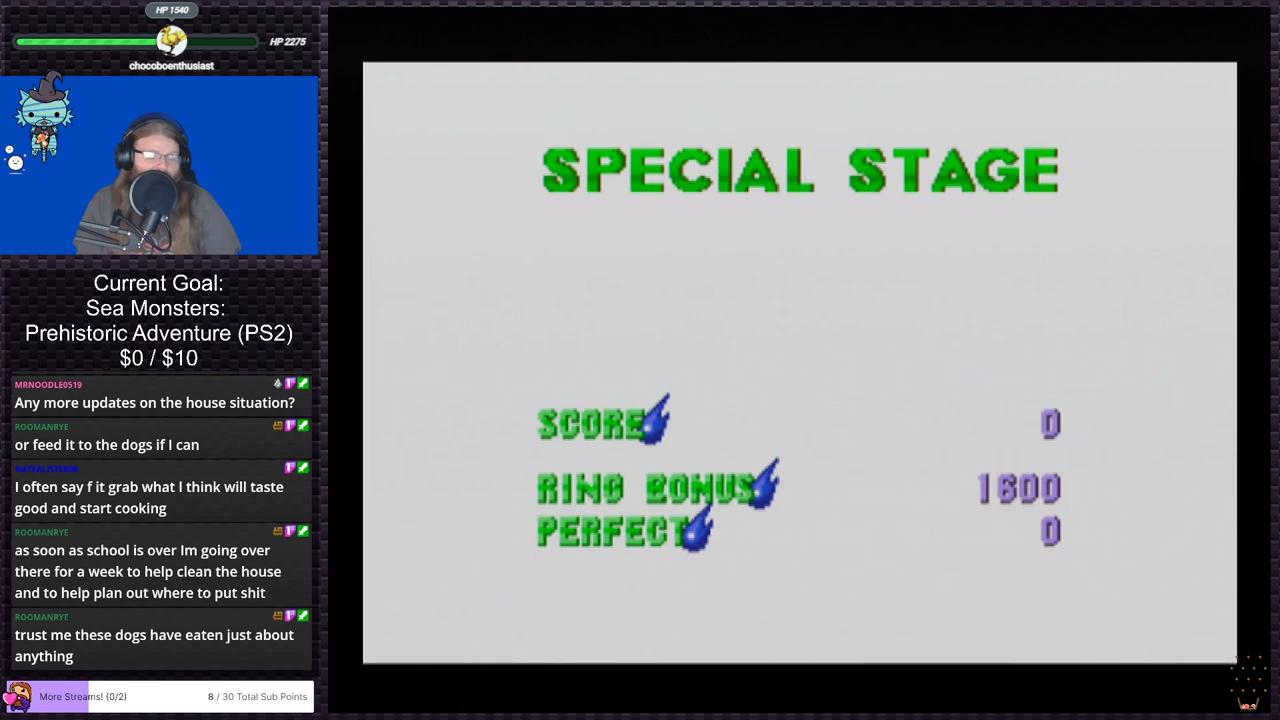 HP 1540
HP 2275
chocoboenthusiast
Current Goal:
Sea Monsters:
Prehistoric Adventure (PS2)
$0 / $10
MRNOODLE0519
Any more updates on the house situation?
ROOMANRYE
or feed it to the dogs if I can
I often say f it grab what I think will taste
good and start cooking
ROOMANRYE
as soon as school is over Im going over
there for a week to help clean the house
and to help plan out where to put shit
ROOMANRYE
trust me these dogs have eaten just about
anything
More Streams! (0/2)
8 / 30 Total Sub Points
SPECIAL STAGE
SCORE 0
RING BONUS 1600
PERFECT 0